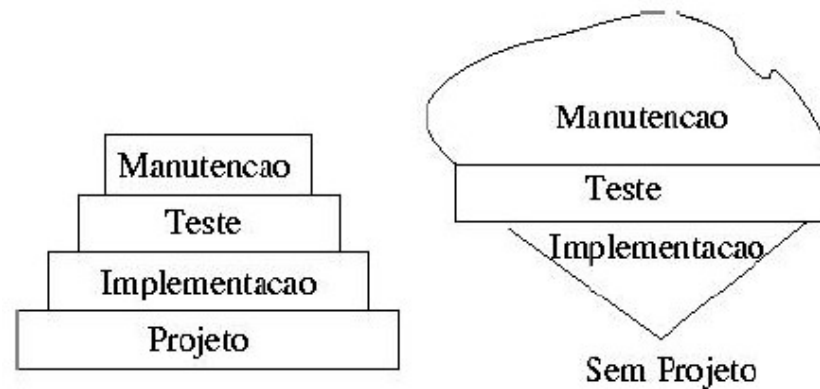 Manutencao
Teste
Implementacao
Projeto
Manutencao
Teste
Implementacao
Sem Projeto